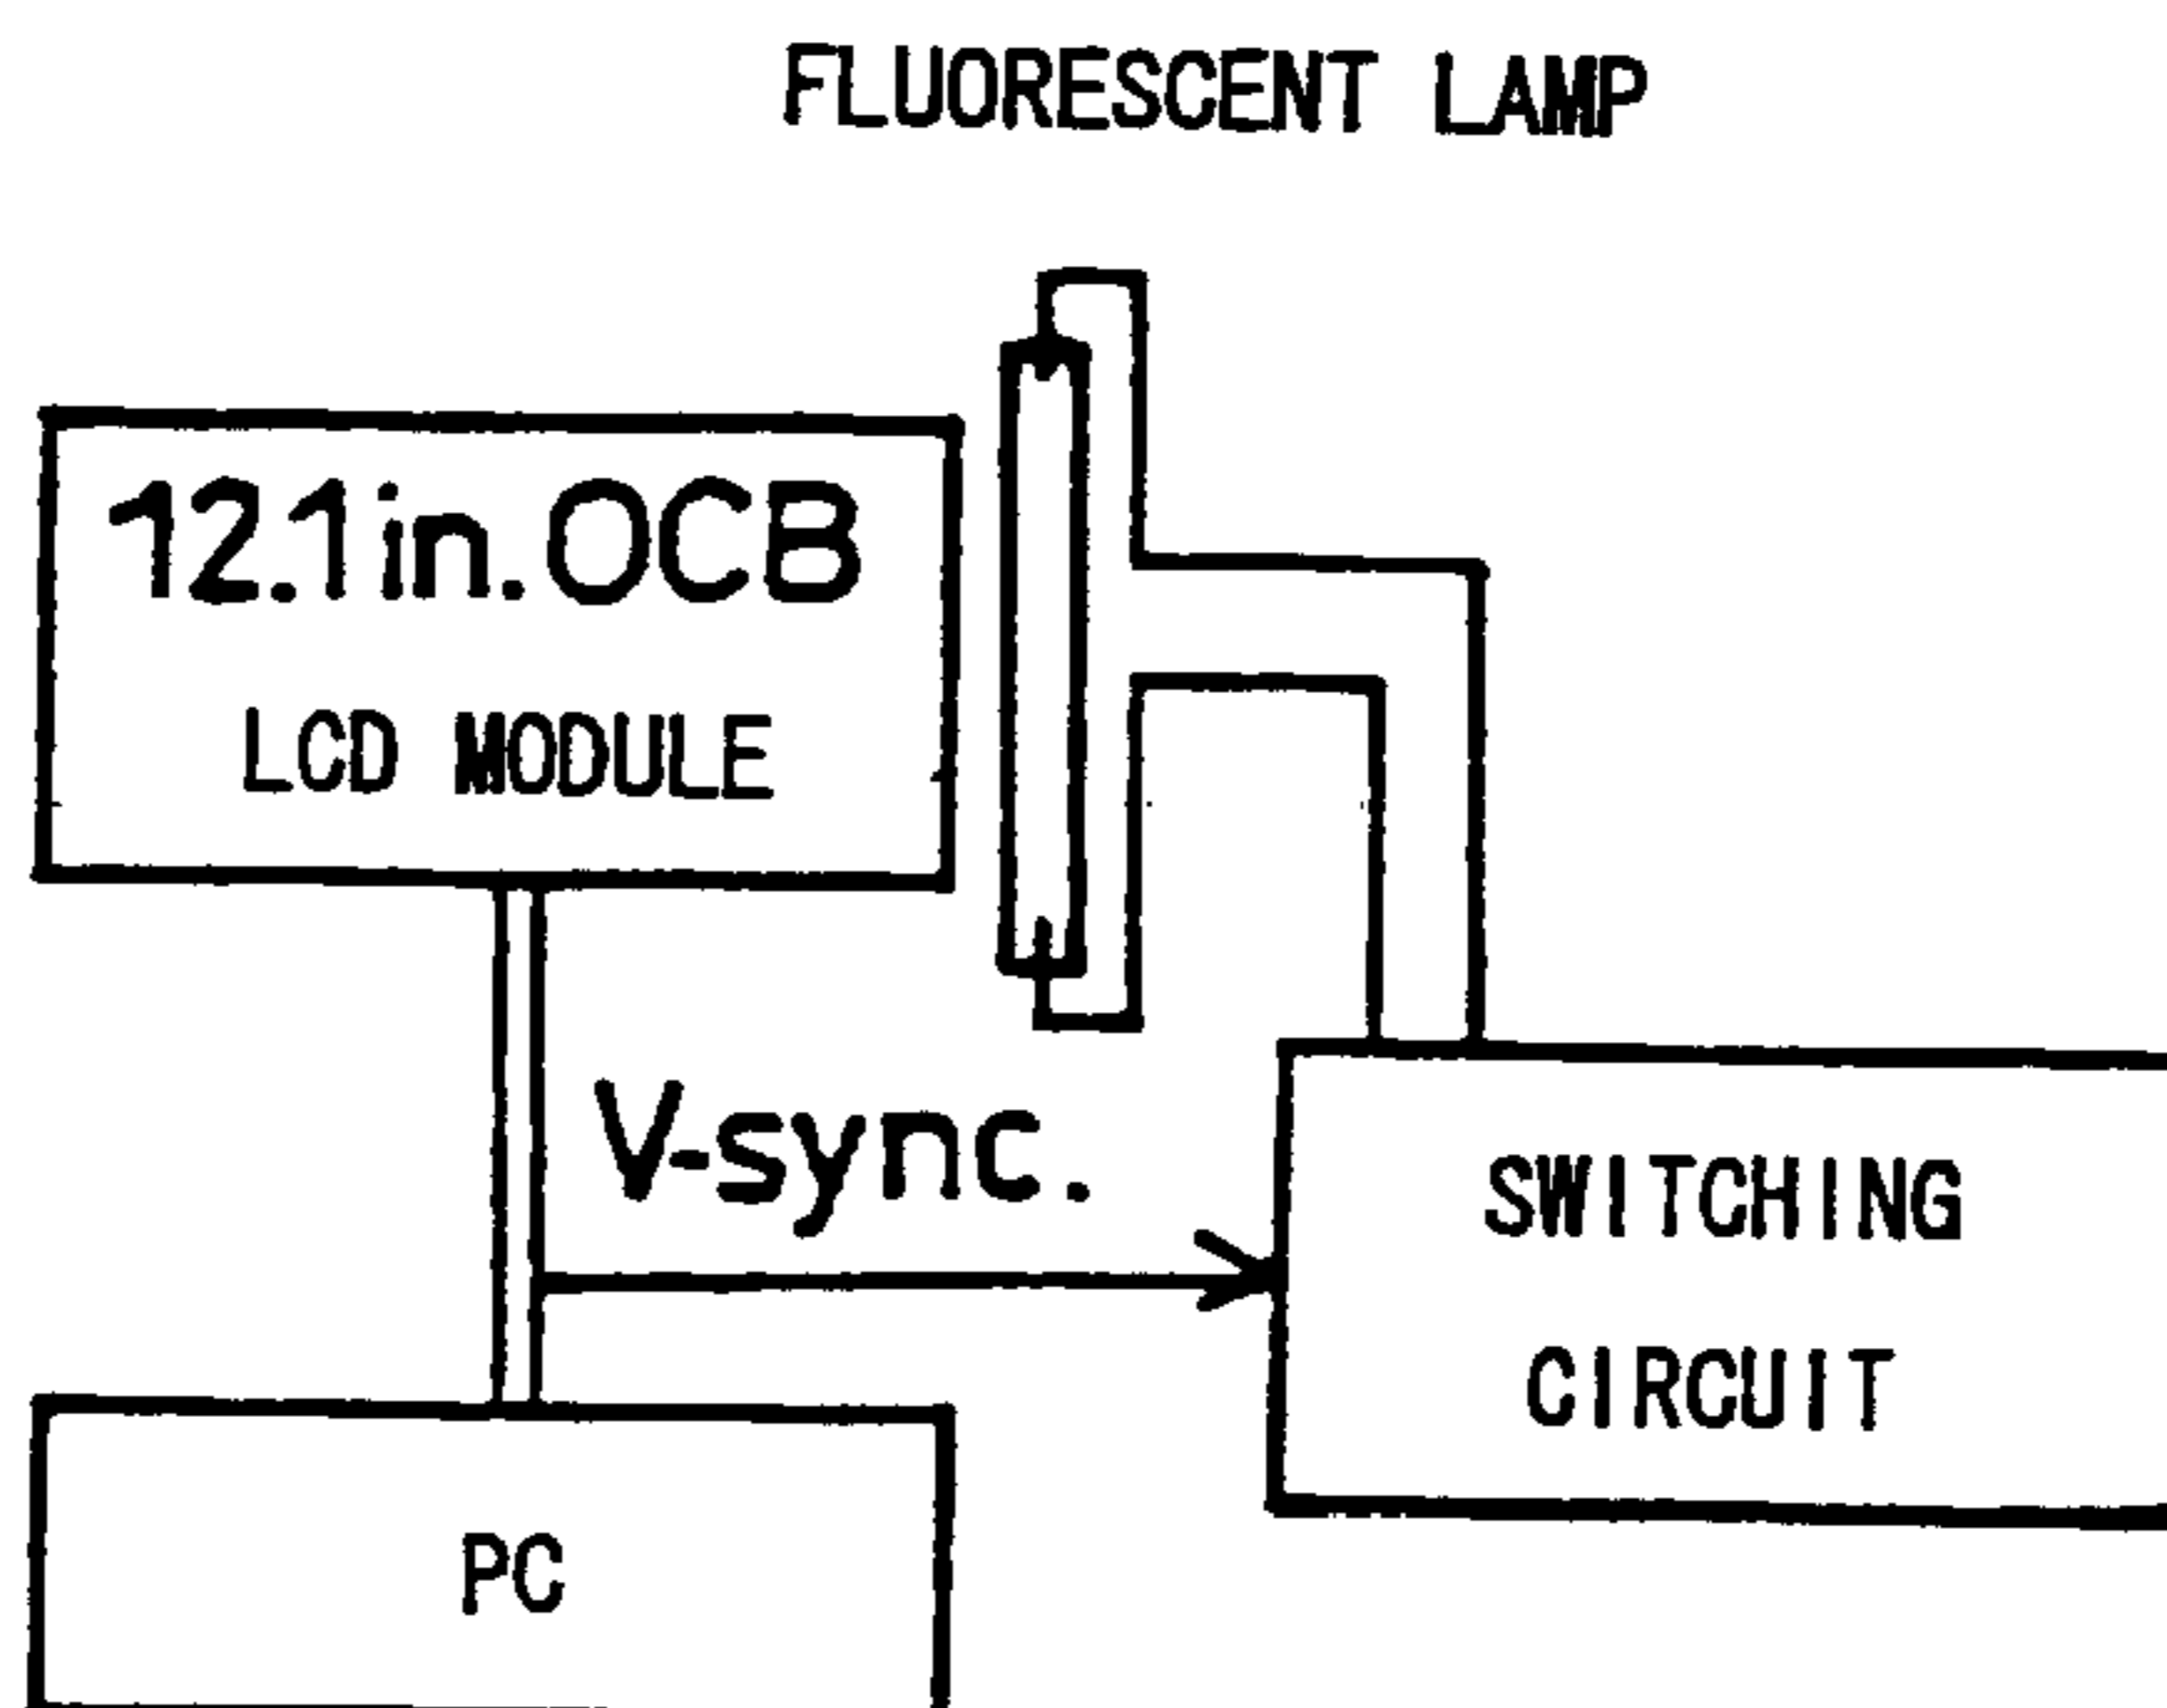 FLUORESCENT LAMP
12.1in.OCB
LCD MODULE
V-sync.
SWITCHING
CIRCUIT
PC